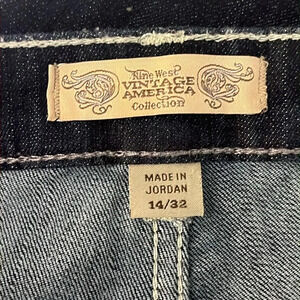 Nine West
VINTAGE
AMERICA
Collection
MADE IN
JORDAN
14/32